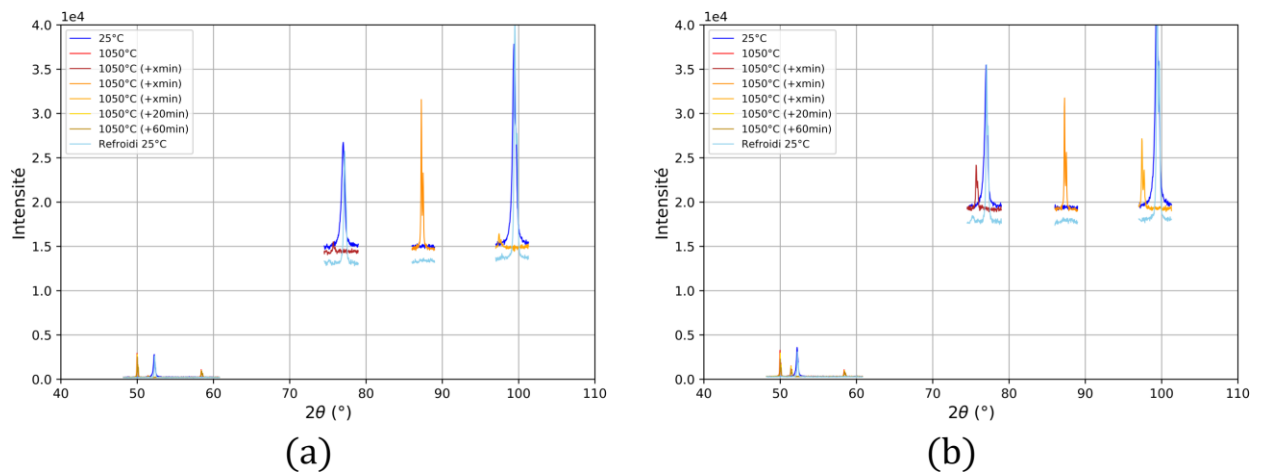 1e4
4.0
3.5
3.0
2.5
2.0
1.5
1.0
0.5
0.0
Intensité
25°C
1050°C
1050°C (+xmin)
1050°C (+xmin)
1050°C (+xmin)
1050°C (+20min)
1050°C (+60min)
Refroidi 25°C
40 50 60 70 80 90 100 110
2θ (°)
(a)
1e4
4.0
3.5
3.0
2.5
2.0
1.5
1.0
0.5
0.0
Intensité
25°C
1050°C
1050°C (+xmin)
1050°C (+xmin)
1050°C (+xmin)
1050°C (+20min)
1050°C (+60min)
Refroidi 25°C
40 50 60 70 80 90 100 110
2θ (°)
(b)